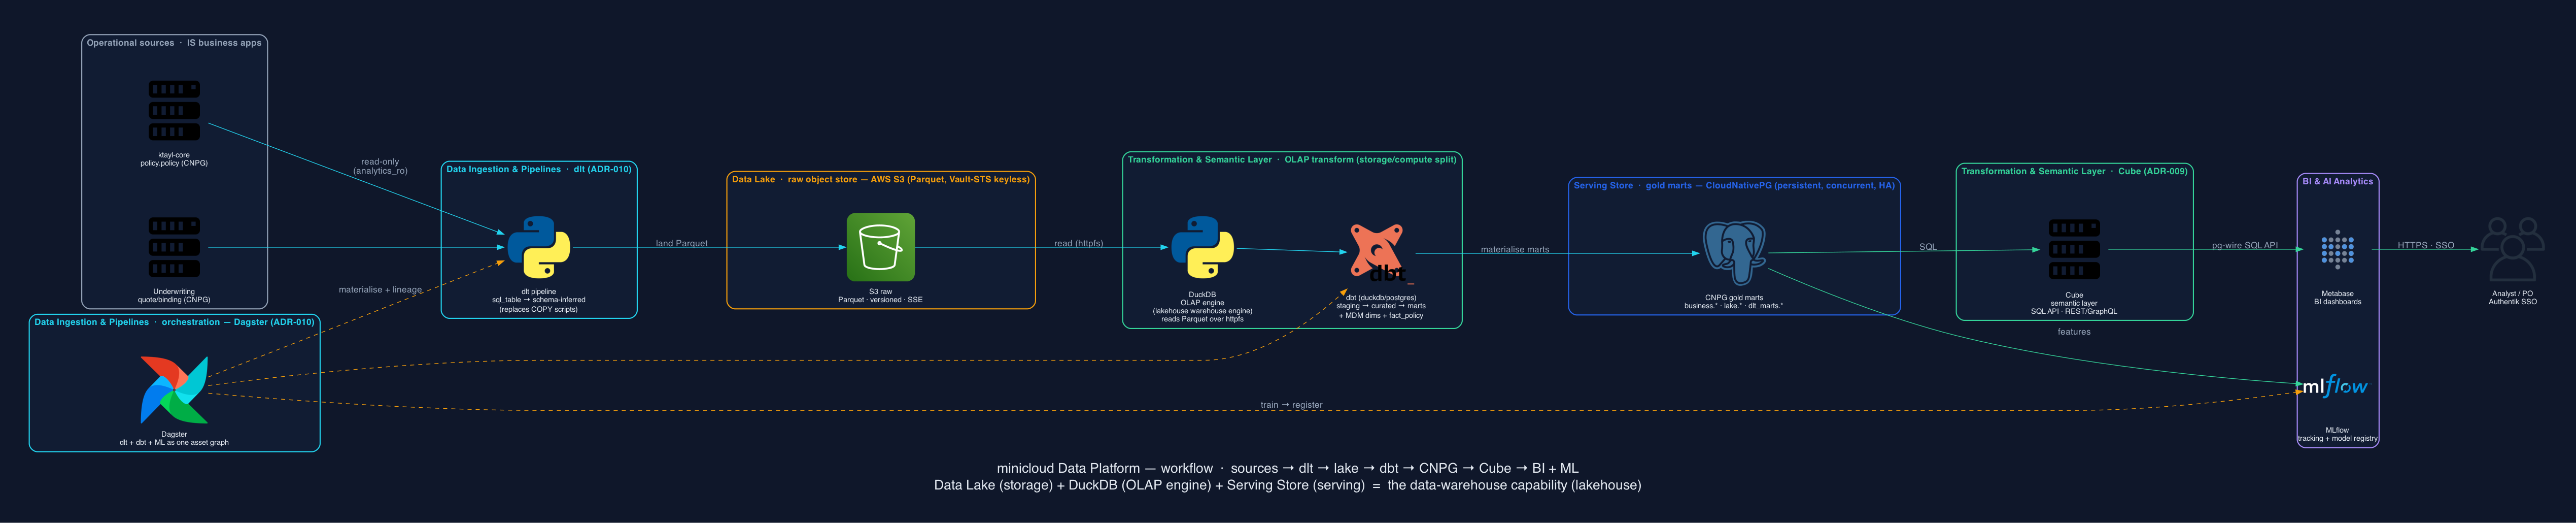 Operational sources · IS business apps
ktayl-core
policy.policy (CNPG)
Underwriting
quote/binding (CNPG)
read-only
(analytics_ro)
materialise + lineage
Data Ingestion & Pipelines · orchestration — Dagster (ADR-010)
Dagster
dlt + dbt + ML as one asset graph
Data Ingestion & Pipelines · dlt (ADR-010)
dlt pipeline
sql_table → schema-inferred
(replaces COPY scripts)
land Parquet
Data Lake · raw object store — AWS S3 (Parquet, Vault-STS keyless)
S3 raw
Parquet · versioned · SSE
read (httpfs)
Transformation & Semantic Layer · OLAP transform (storage/compute split)
DuckDB
OLAP engine
(lakehouse warehouse engine)
reads Parquet over httpfs
dbt_
dbt (duckdb/postgres)
staging → curated → marts
+ MDM dims + fact_policy
materialise marts
Serving Store · gold marts — CloudNativePG (persistent, concurrent, HA)
CNPG gold marts
business.* · lake.* · dlt_marts.*
SQL
features
train → register
Transformation & Semantic Layer · Cube (ADR-009)
Cube
semantic layer
SQL API · REST/GraphQL
pg-wire SQL API
BI & AI Analytics
Metabase
BI dashboards
mlflow
MLflow
tracking + model registry
HTTPS · SSO
Analyst / PO
Authentik SSO
minicloud Data Platform — workflow · sources → dlt → lake → dbt → CNPG → Cube → BI + ML
Data Lake (storage) + DuckDB (OLAP engine) + Serving Store (serving) = the data-warehouse capability (lakehouse)